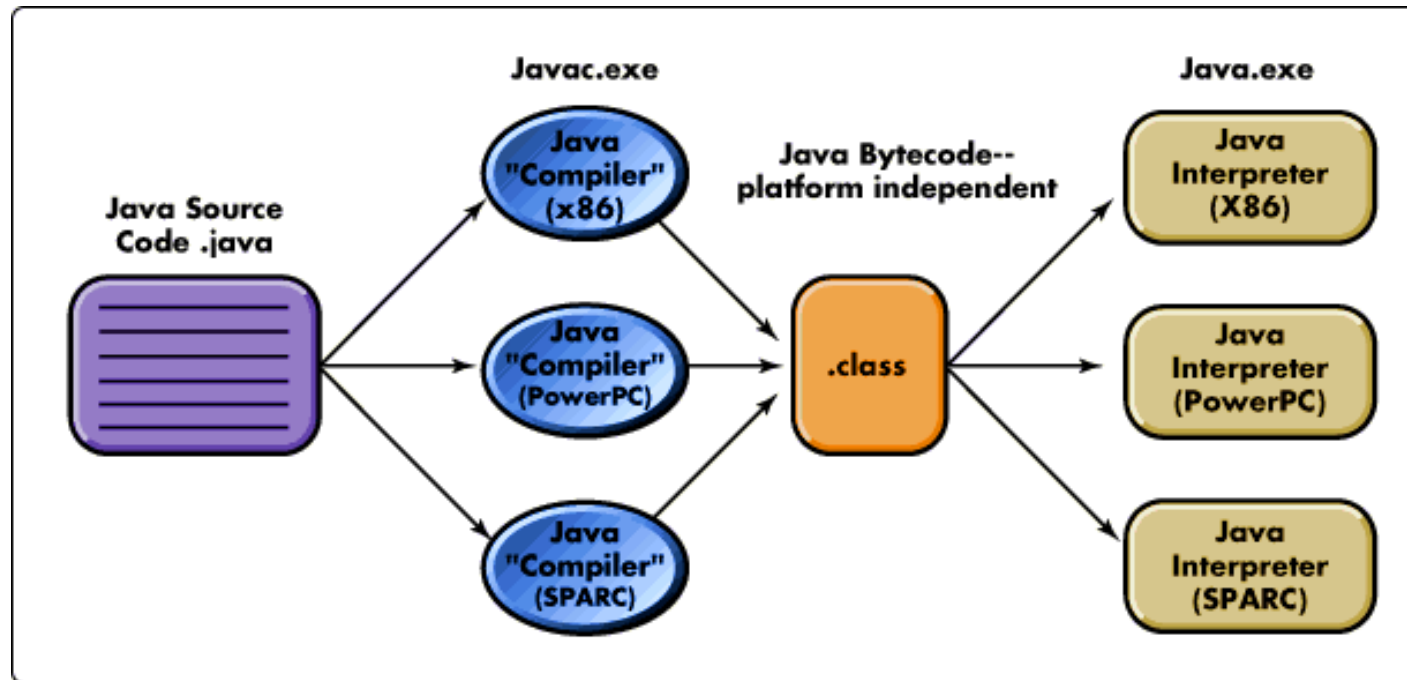 Javac.exe
Java.exe
Java Source
Code .java
Java
"Compiler"
(x86)
Java
"Compiler"
(PowerPC)
Java
"Compiler"
(SPARC)
Java Bytecode--
platform independent
.class
Java
Interpreter
(X86)
Java
Interpreter
(PowerPC)
Java
Interpreter
(SPARC)